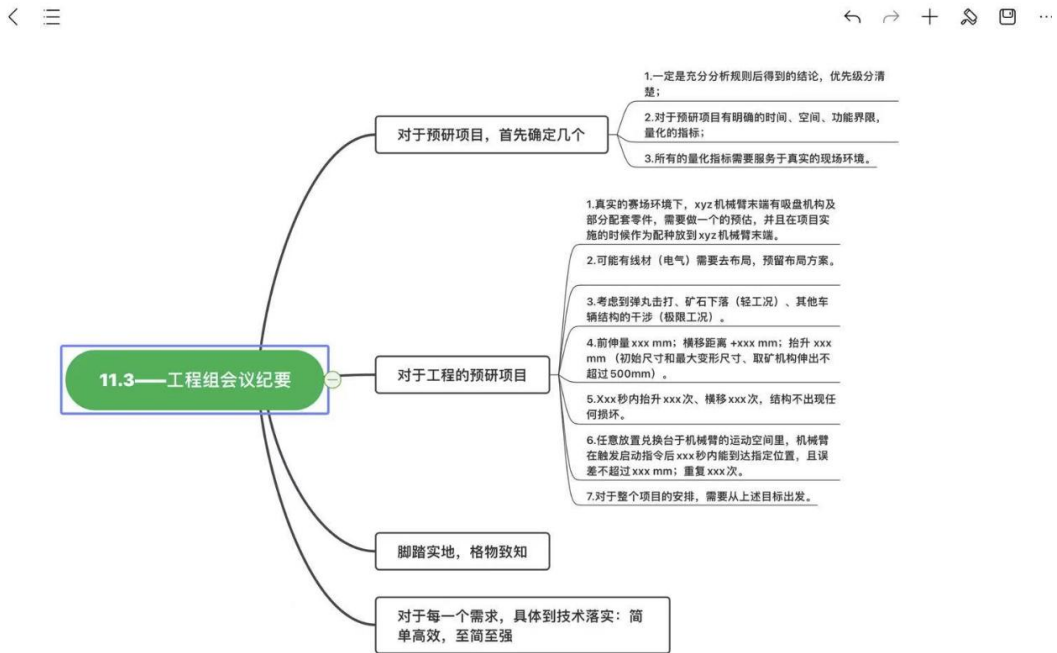 11.3——工程组会议纪要
对于预研项目，首先确定几个
1.一定是充分分析规则后得到的结论，优先级分清
楚；
2.对于预研项目有明确的时间、空间、功能界限，
量化的指标；
3.所有的量化指标需要服务于真实的现场环境。
对于工程的预研项目
1.真实的赛场环境下，xyz机械臂末端有吸盘机构及
部分配套零件，需要做一个的预估，并且在项目实
施的时候作为配种放到xyz机械臂末端。
2.可能有线材（电气）需要去布局，预留布局方案。
3.考虑到弹丸击打、矿石下落（轻工况）、其他车
辆结构的干涉（极限工况）。
4.前伸量xxx mm；横移距离 +xxx mm；抬升 xxx
mm （初始尺寸和最大变形尺寸、取矿机构伸出不
超过500mm）。
5.Xxx秒内抬升xxx次、横移xxx次，结构不出现任
何损坏。
6.任意放置兑换台于机械臂的运动空间里，机械臂
在触发启动指令后xxx秒内能到达指定位置，且误
差不超过xxx mm；重复xxx次。
7.对于整个项目的安排，需要从上述目标出发。
脚踏实地，格物致知
对于每一个需求，具体到技术落实：简
单高效，至简至强